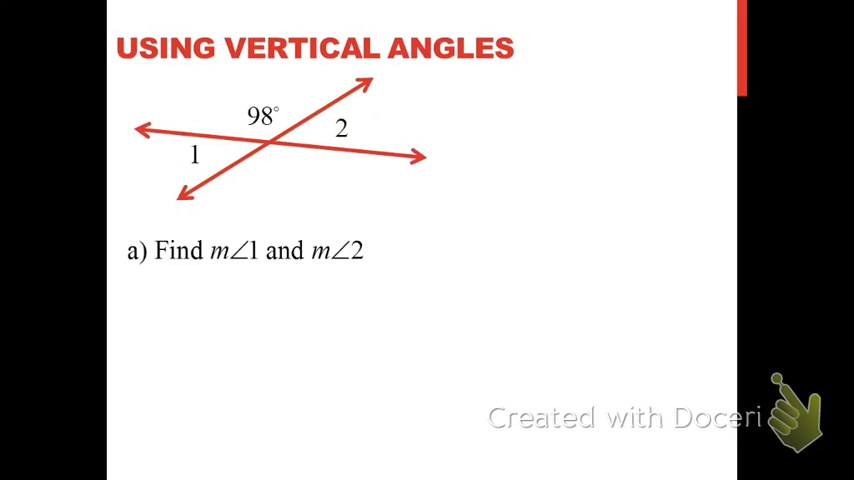 USING VERTICAL ANGLES
98°
2
1
a) Find m∠1 and m∠2
Created with Doceri